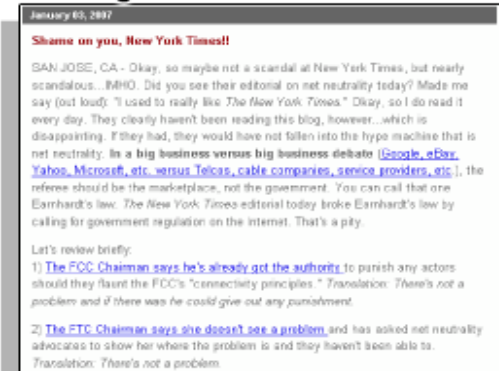 January 03, 2007
Shame on you, New York Times!!
SAN JOSE, CA - Okay, so maybe not a scandal at New York Times, but nearly
scandalous...IMHO. Did you see their editorial on net neutrality today? Made me
say (out loud): "I used to really like The New York Times." Okay, so I do read it
every day. They clearly haven't been reading this blog, however...which is
disappointing. If they had, they would have not fallen into the hype machine that is
net neutrality. In a big business versus big business debate (Google, eBay,
Yahoo, Microsoft, etc. versus Telcos, cable companies, service providers, etc.), the
referee should be the marketplace, not the government. You can call that one
Earnhardt's law. The New York Times editorial today broke Earnhardt's law by
calling for government regulation on the Internet. That's a pity.
Let's review briefly:
1) The FCC Chairman says he's already got the authority to punish any actors
should they flaunt the FCC's "connectivity principles." Translation: There's not a
problem and if there was he could give out any punishment.
2) The FTC Chairman says she doesn't see a problem and has asked net neutrality
advocates to show her where the problem is and they haven't been able to.
Translation: There's not a problem.